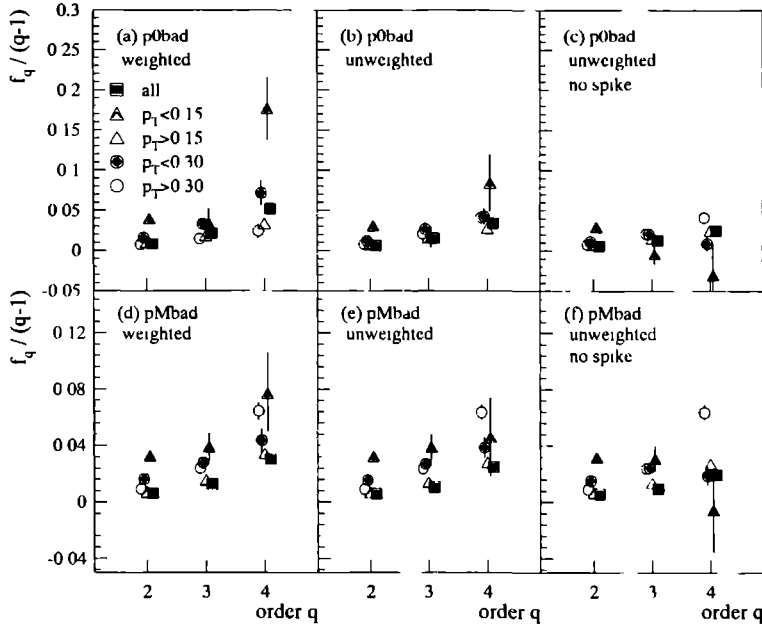 f_q / (q-1)
0 3
0 25
0 2
0 15
0 1
0 05
0
-0 05
(a) p0bad
weighted
all
p_T<0 15
p_T>0 15
p_T<0 30
p_T>0 30
(b) p0bad
unweighted
(c) p0bad
unweighted
no spike
f_q / (q-1)
0 12
0 08
0 04
0
-0 04
(d) pMbad
weighted
(e) pMbad
unweighted
(f) pMbad
unweighted
no spike
2 3 4
order q
2 3 4
order q
2 3 4
order q